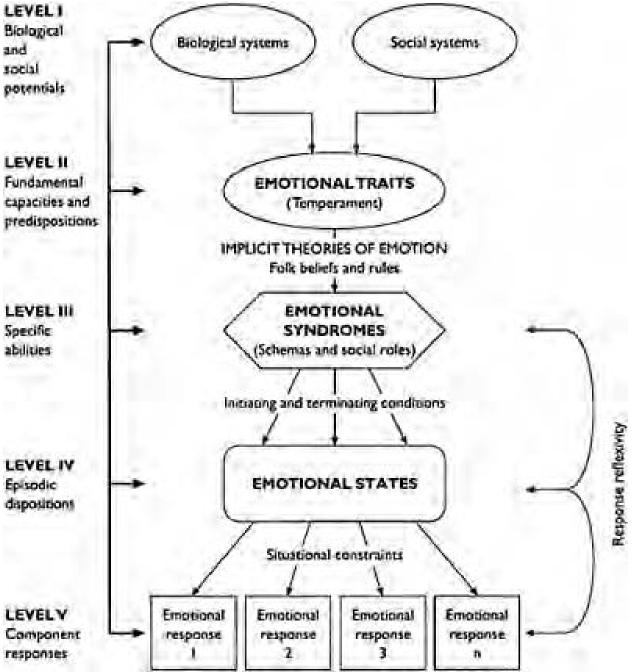 LEVEL I
Biological
and
social
potentials
Biological systems
Social systems
LEVEL II
Fundamental
capacities and
predispositions
EMOTIONAL TRAITS
(Temperament)
IMPLICIT THEORIES OF EMOTION
Folk beliefs and rules
LEVEL III
Specific
abilities
EMOTIONAL
SYNDROMES
(Schemas and social roles)
Initiating and terminating conditions
LEVEL IV
Episodic
dispositions
EMOTIONAL STATES
Response reflexivity
Situational constraints
LEVEL V
Component
responses
Emotional
response
1
Emotional
response
2
Emotional
response
3
Emotional
response
n